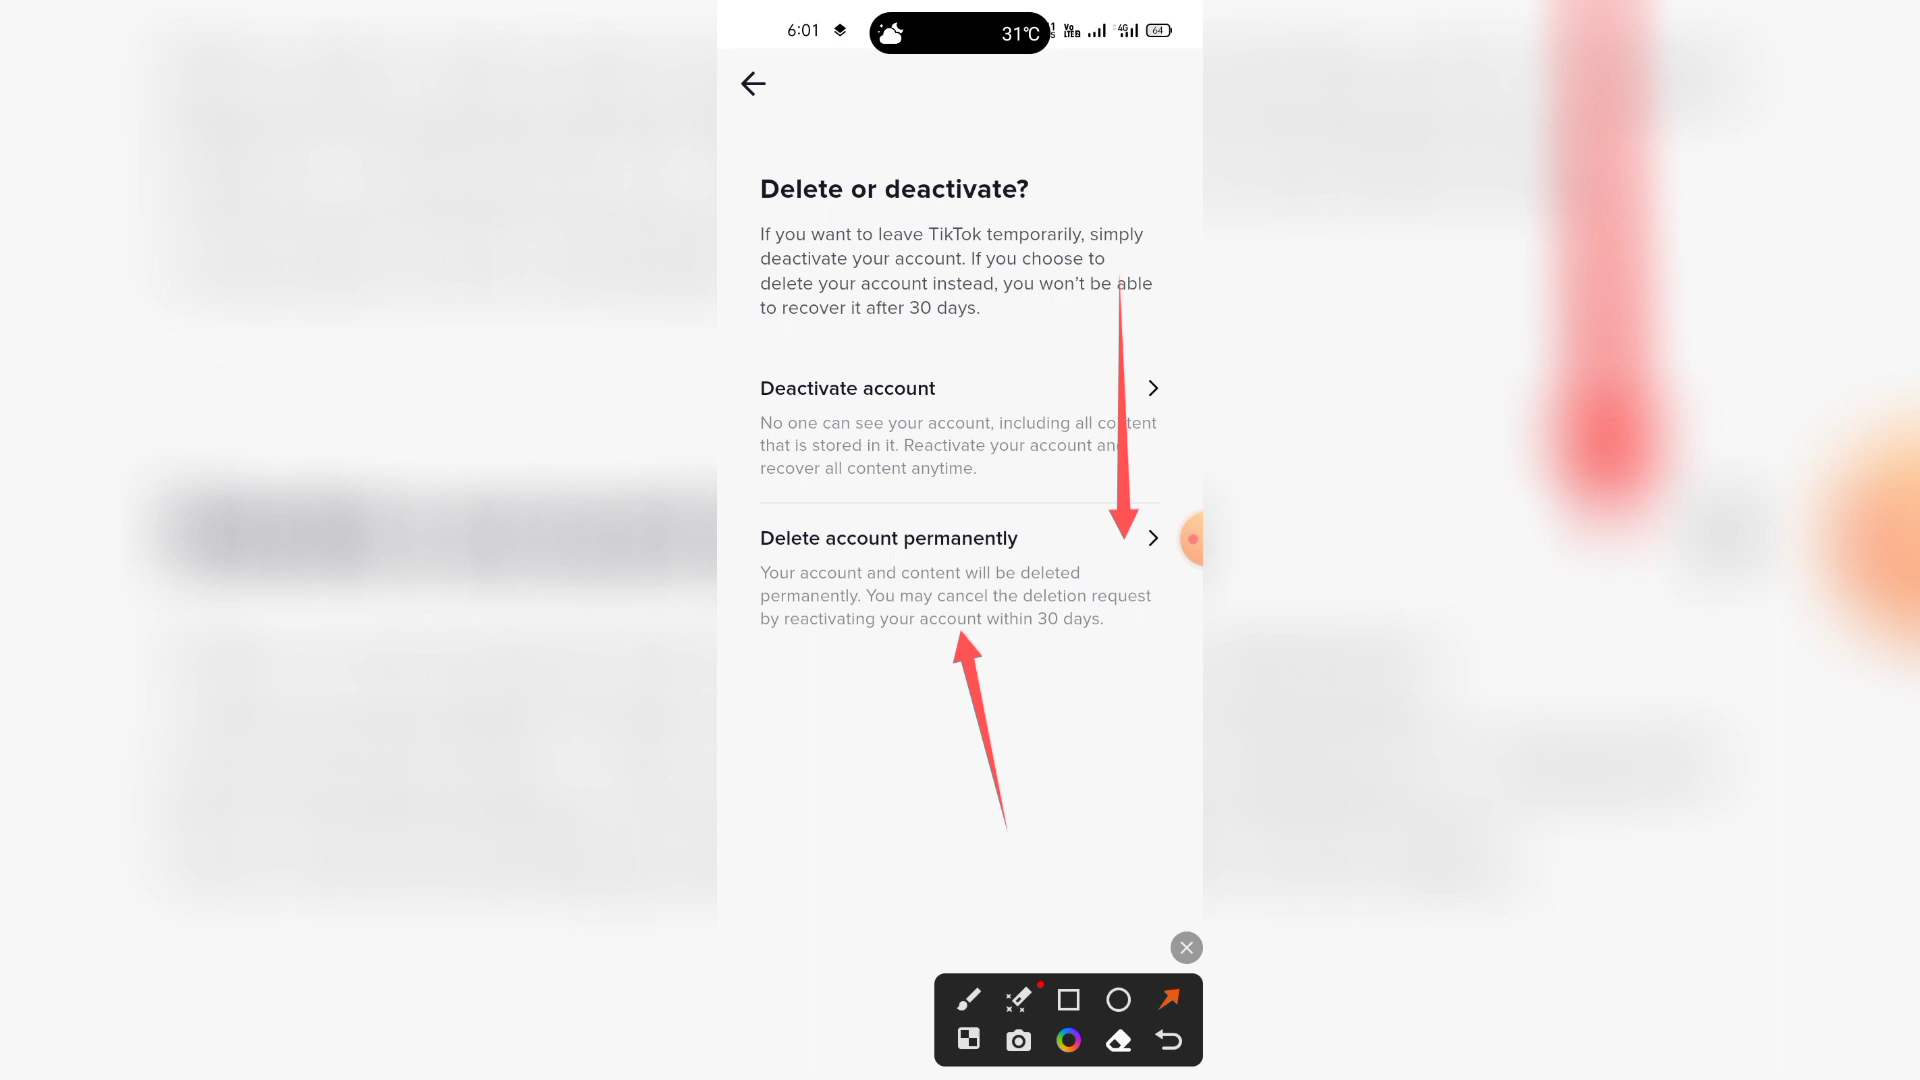 6:01
31°C
Vo
LTE2
4G
64
Delete or deactivate?
If you want to leave TikTok temporarily, simply
deactivate your account. If you choose to
delete your account instead, you won’t be able
to recover it after 30 days.
Deactivate account
No one can see your account, including all content
that is stored in it. Reactivate your account and
recover all content anytime.
Delete account permanently
Your account and content will be deleted
permanently. You may cancel the deletion request
by reactivating your account within 30 days.